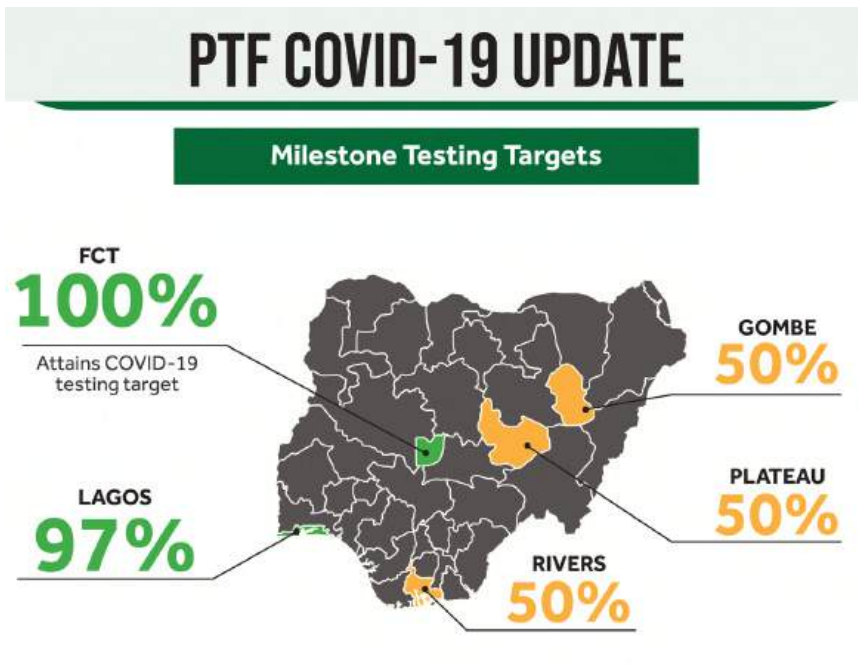 PTF COVID-19 UPDATE
Milestone Testing Targets
FCT
100%
Attains COVID-19
testing target
GOMBE
50%
PLATEAU
50%
LAGOS
97%
RIVERS
50%